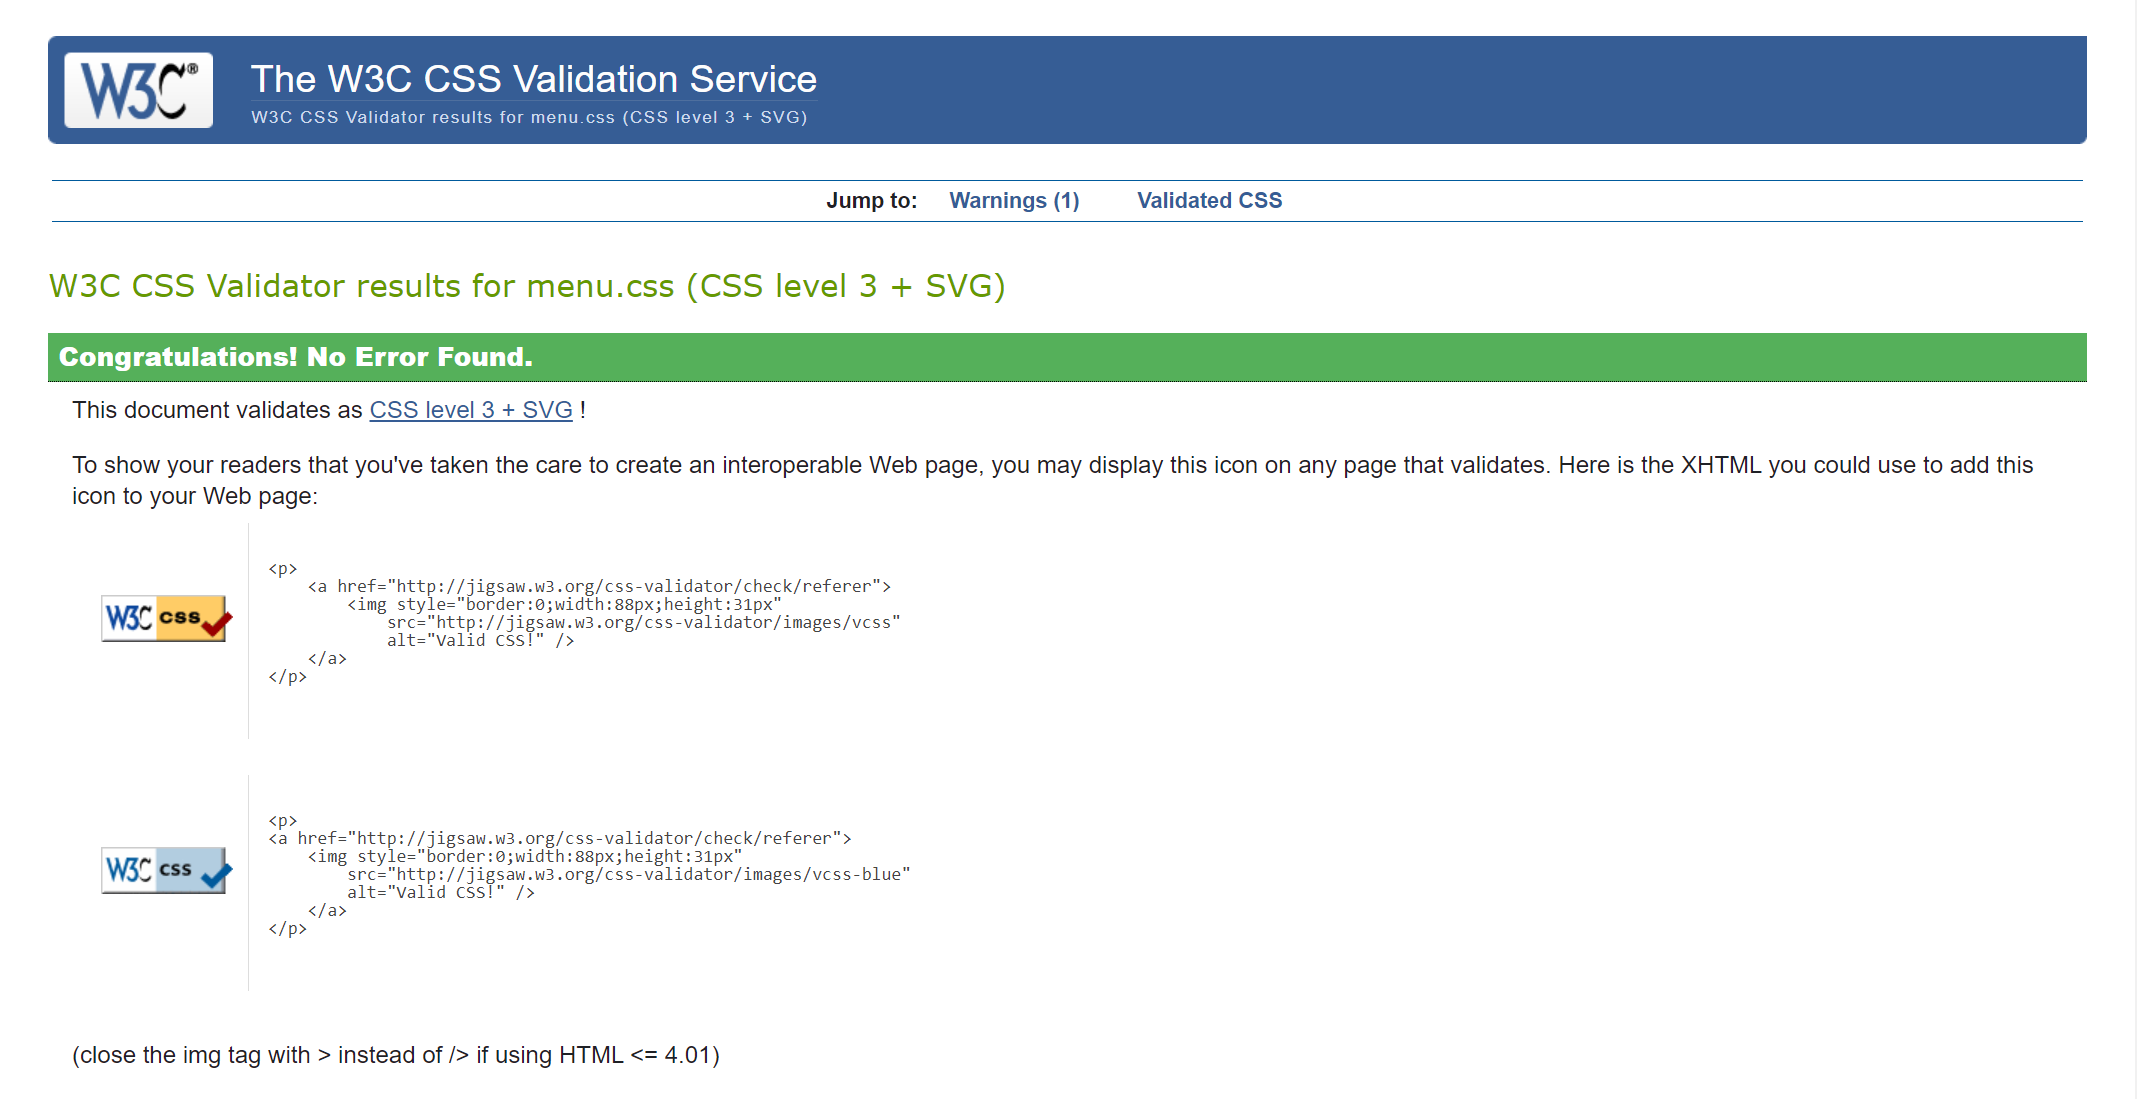 W3C®
The W3C CSS Validation Service
W3C CSS Validator results for menu.css (CSS level 3 + SVG)
Jump to: Warnings (1) Validated CSS
W3C CSS Validator results for menu.css (CSS level 3 + SVG)
Congratulations! No Error Found.
This document validates as CSS level 3 + SVG !
To show your readers that you've taken the care to create an interoperable Web page, you may display this icon on any page that validates. Here is the XHTML you could use to add this
icon to your Web page:
W3C css
<p>
    <a href="http://jigsaw.w3.org/css-validator/check/referer">
        <img style="border:0;width:88px;height:31px"
            src="http://jigsaw.w3.org/css-validator/images/vcss"
            alt="Valid CSS!" />
    </a>
</p>
W3C css
<p>
<a href="http://jigsaw.w3.org/css-validator/check/referer">
    <img style="border:0;width:88px;height:31px"
        src="http://jigsaw.w3.org/css-validator/images/vcss-blue"
        alt="Valid CSS!" />
    </a>
</p>
(close the img tag with > instead of /> if using HTML <= 4.01)